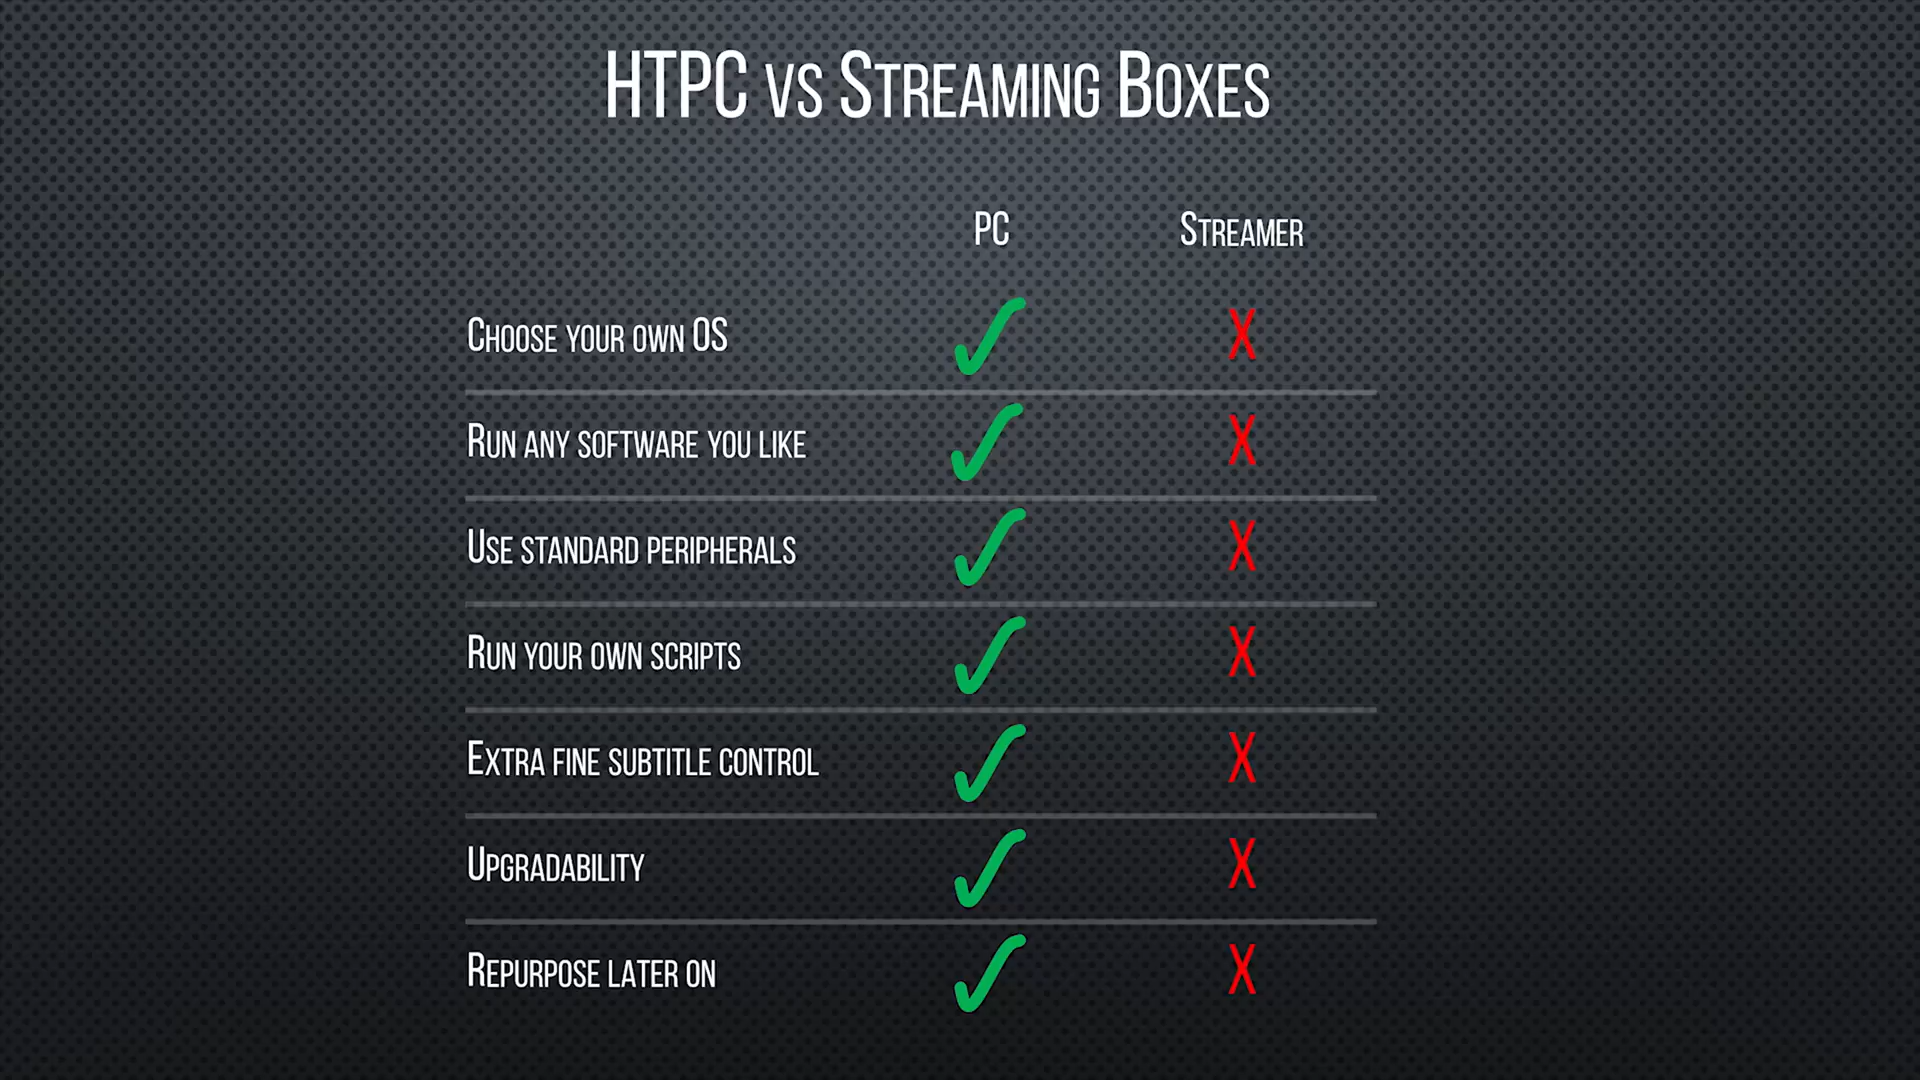 HTPC vs Streaming Boxes
PC Streamer
Choose your own OS X
Run any software you like X
Use standard peripherals X
Run your own scripts X
Extra fine subtitle control X
Upgradability X
Repurpose later on X